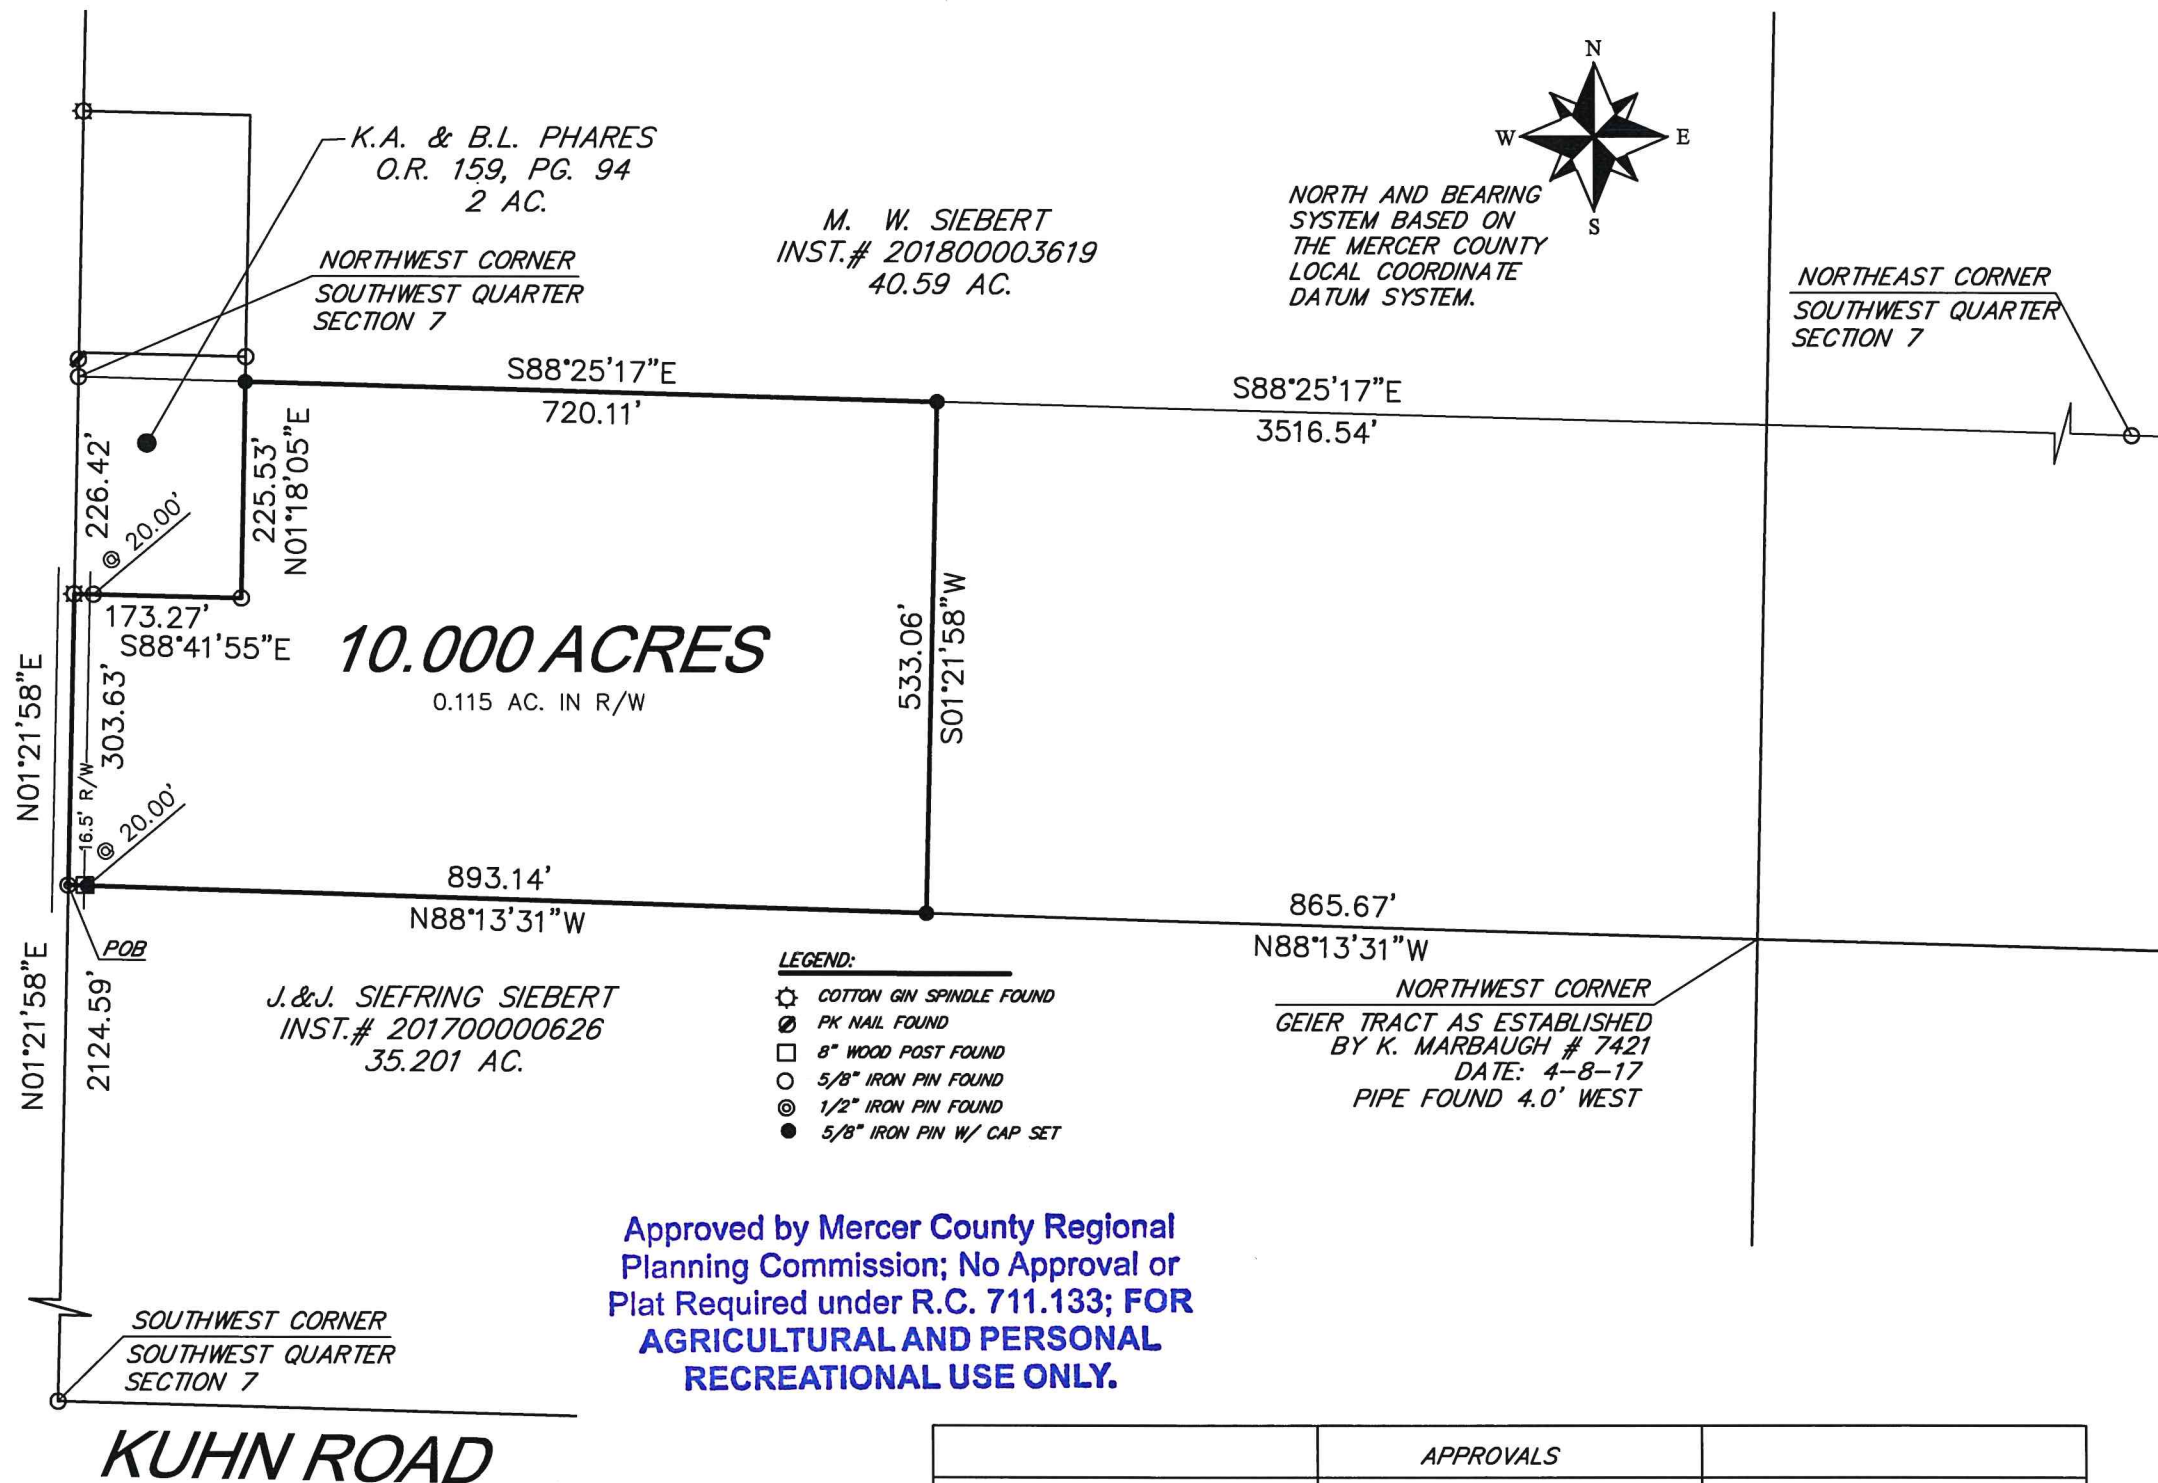 K.A. & B.L. PHARES
O.R. 159, PG. 94
2 AC.
NORTHWEST CORNER
SOUTHWEST QUARTER
SECTION 7
M. W. SIEBERT
INST.# 201800003619
40.59 AC.
N
W E
S
NORTH AND BEARING
SYSTEM BASED ON
THE MERCER COUNTY
LOCAL COORDINATE
DATUM SYSTEM.
NORTHEAST CORNER
SOUTHWEST QUARTER
SECTION 7
S88°25'17"E
720.11'
S88°25'17"E
3516.54'
226.42'
225.53'
N01°18'05"E
@ 20.00'
173.27'
S88°41'55"E
10.000 ACRES
0.115 AC. IN R/W
533.06'
S01°21'58"W
N01°21'58"E
303.63'
16.5' R/W
@ 20.00'
893.14'
N88°13'31"W
865.67'
N88°13'31"W
POB
N01°21'58"E
2124.59'
J.&J. SIEFRING SIEBERT
INST.# 201700000626
35.201 AC.
LEGEND:
COTTON GIN SPINDLE FOUND
PK NAIL FOUND
8" WOOD POST FOUND
5/8" IRON PIN FOUND
1/2" IRON PIN FOUND
5/8" IRON PIN W/ CAP SET
NORTHWEST CORNER
GEIER TRACT AS ESTABLISHED
BY K. MARBAUGH # 7421
DATE: 4-8-17
PIPE FOUND 4.0' WEST
Approved by Mercer County Regional
Planning Commission; No Approval or
Plat Required under R.C. 711.133; FOR
AGRICULTURAL AND PERSONAL
RECREATIONAL USE ONLY.
SOUTHWEST CORNER
SOUTHWEST QUARTER
SECTION 7
KUHN ROAD
APPROVALS